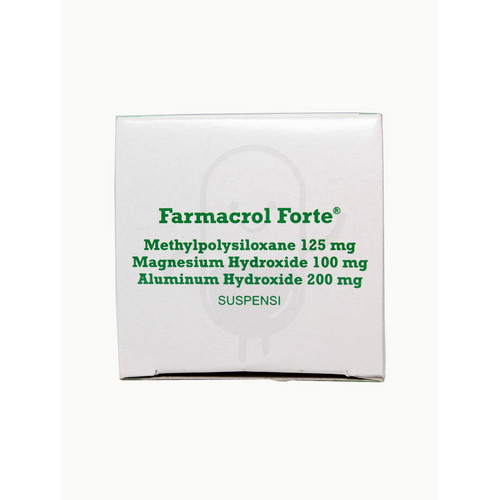 Farmacrol Forte®
Methylpolysiloxane 125 mg
Magnesium Hydroxide 100 mg
Aluminum Hydroxide 200 mg
SUSPENSI